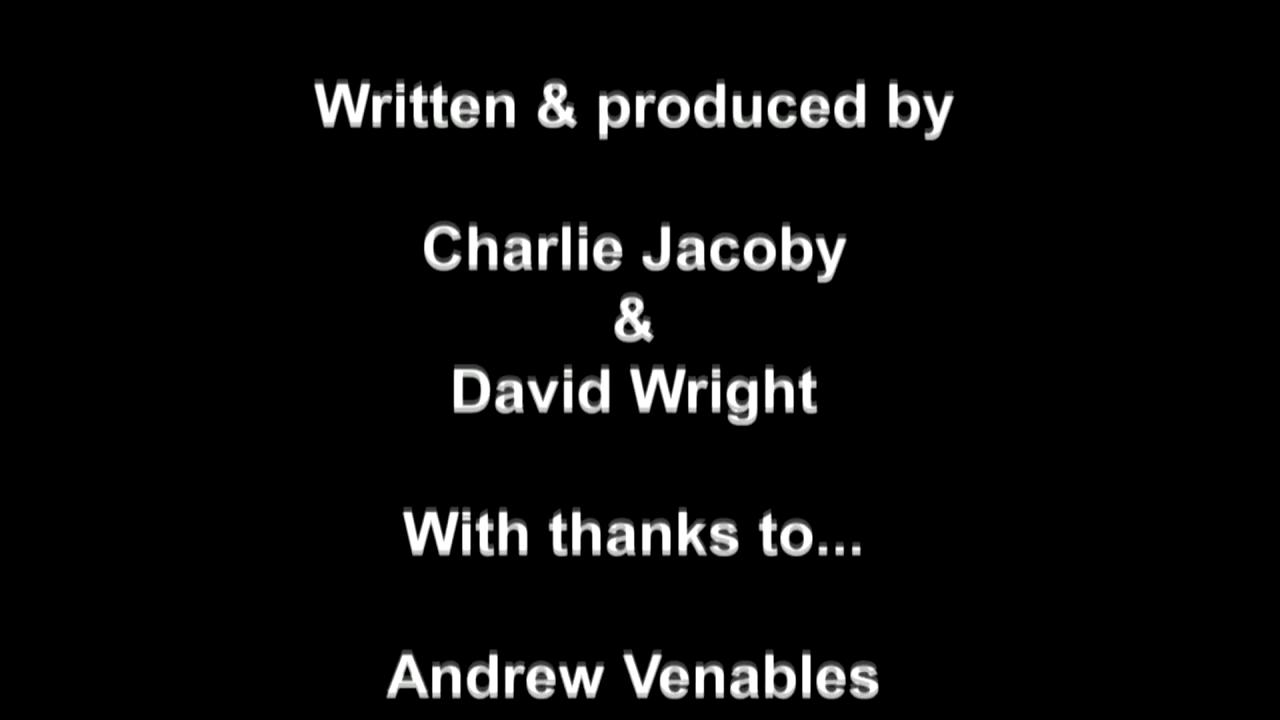 Written & produced by
Charlie Jacoby
&
David Wright
With thanks to...
Andrew Venables